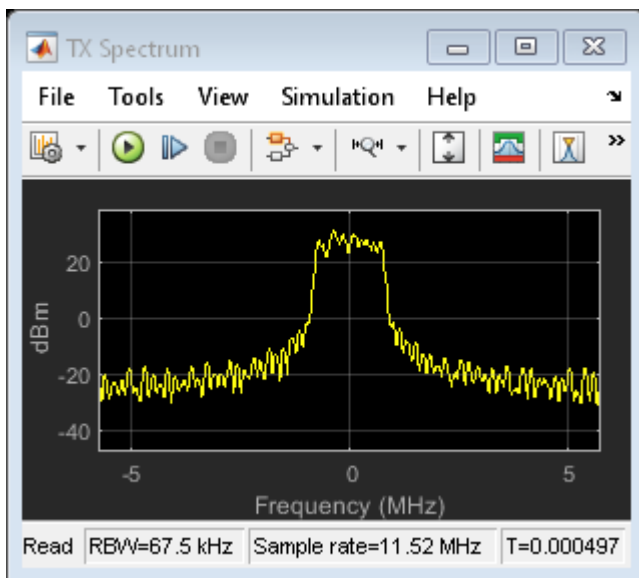 TX Spectrum
File Tools View Simulation Help
20
0
-20
-40
dBm
-5 0 5
Frequency (MHz)
Read RBW=67.5 kHz Sample rate=11.52 MHz T=0.000497